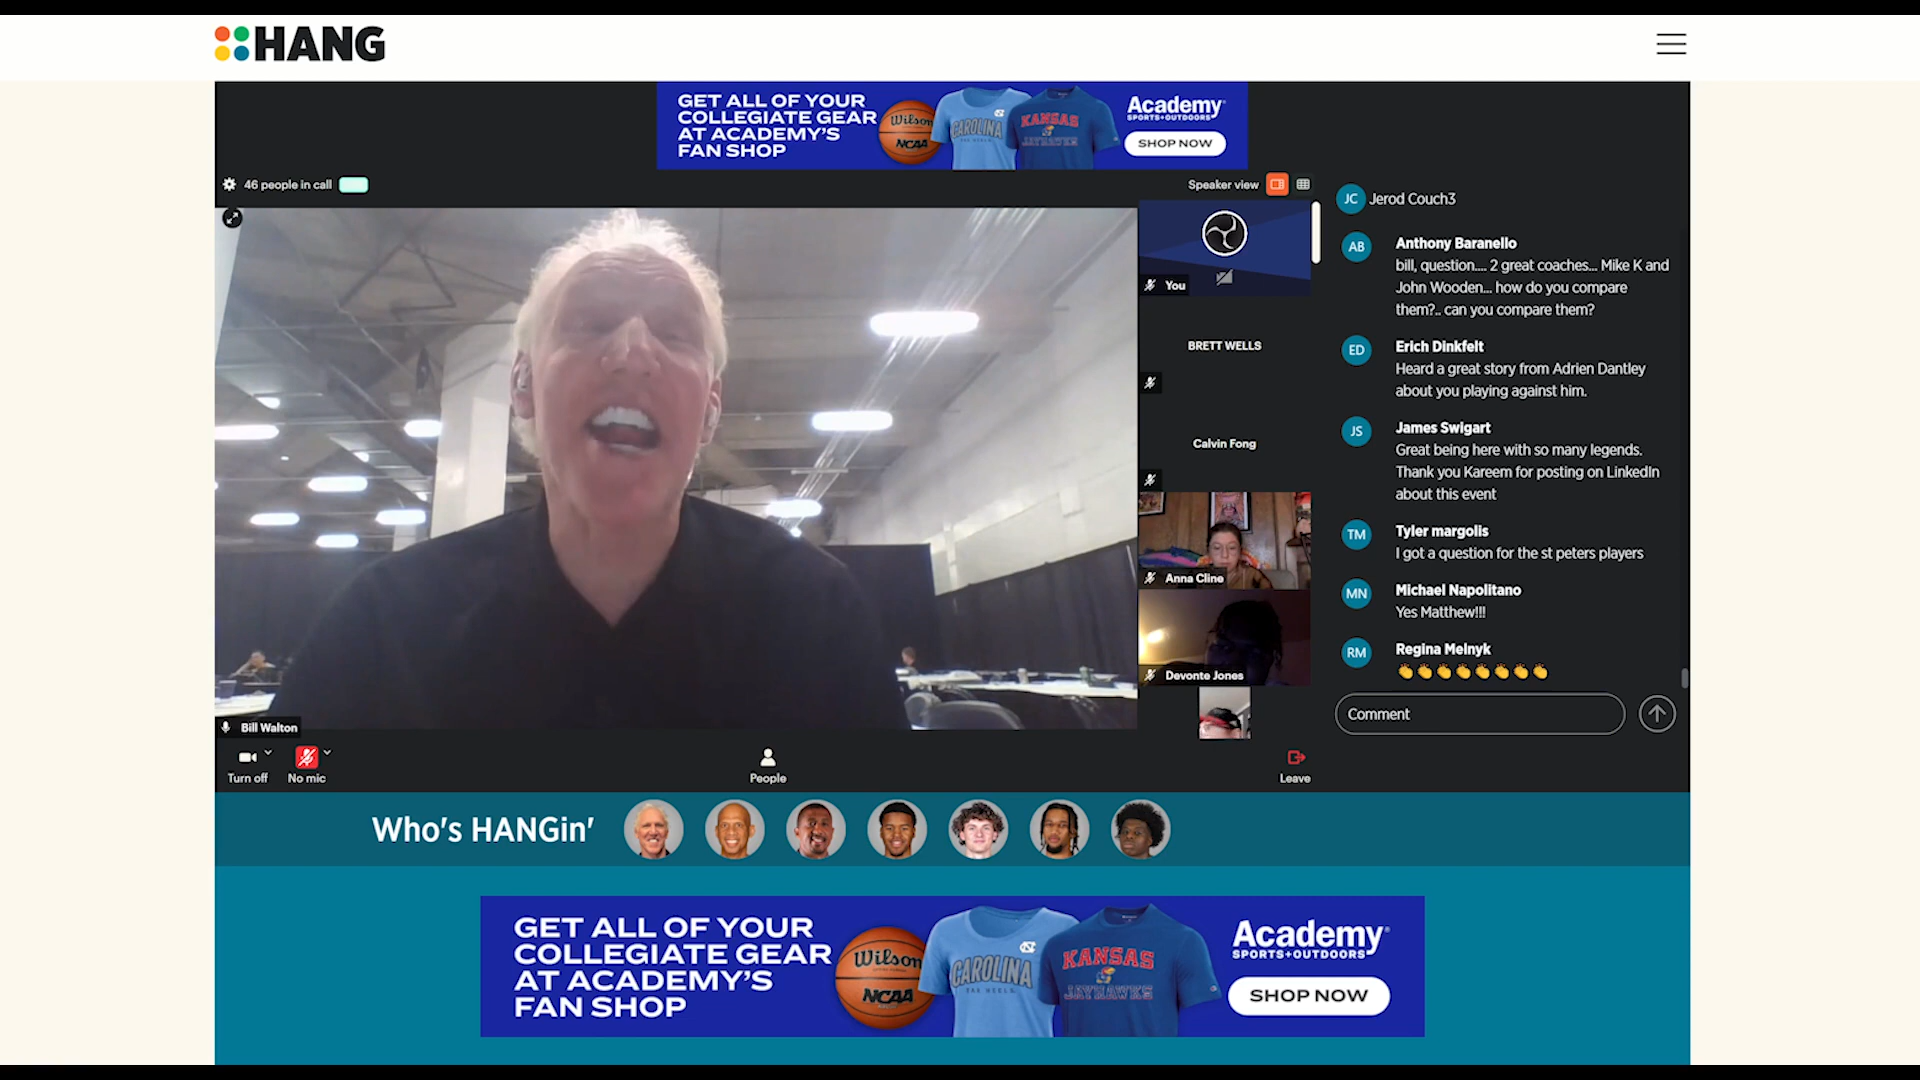 HANG
GET ALL OF YOUR
COLLEGIATE GEAR
AT ACADEMY'S
FAN SHOP
Wilson
NCAA
CAROLINA
TAR HEELS
KANSAS
JAYHAWKS
Academy
SPORTS+OUTDOORS
SHOP NOW
46 people in call
Speaker view
You
BRETT WELLS
Calvin Fong
Anna Cline
Devonte Jones
Bill Walton
Turn off
No mic
People
Leave
JC Jerod Couch3
AB Anthony Baranello
bill, question.... 2 great coaches... Mike K and
John Wooden... how do you compare
them?.. can you compare them?
ED Erich Dinkfelt
Heard a great story from Adrien Dantley
about you playing against him.
JS James Swigart
Great being here with so many legends.
Thank you Kareem for posting on LinkedIn
about this event
TM Tyler margolis
I got a question for the st peters players
MN Michael Napolitano
Yes Matthew!!!
RM Regina Melnyk
👏👏👏👏👏👏👏👏
Comment
Who's HANGin'
GET ALL OF YOUR
COLLEGIATE GEAR
AT ACADEMY'S
FAN SHOP
Wilson
NCAA
CAROLINA
TAR HEELS
KANSAS
JAYHAWKS
Academy
SPORTS+OUTDOORS
SHOP NOW